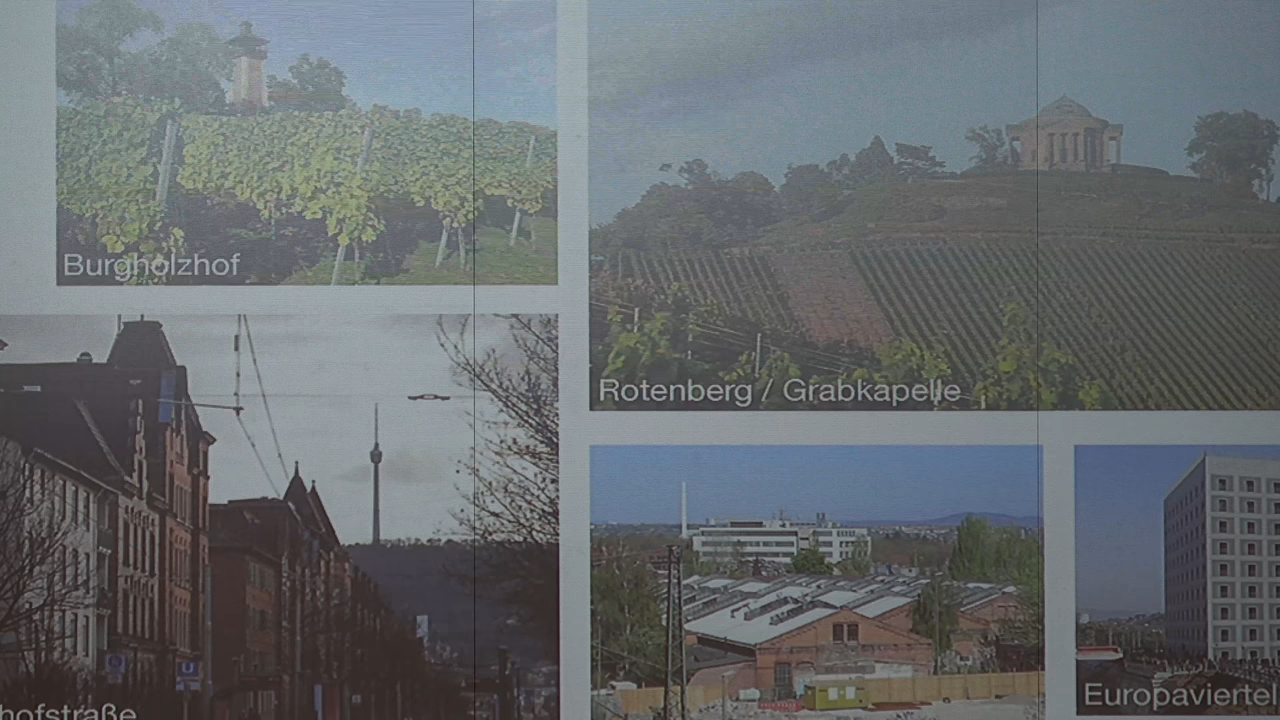 Burgholzhof
Rotenberg / Grabkapelle
hofstraße
U
Europaviertel